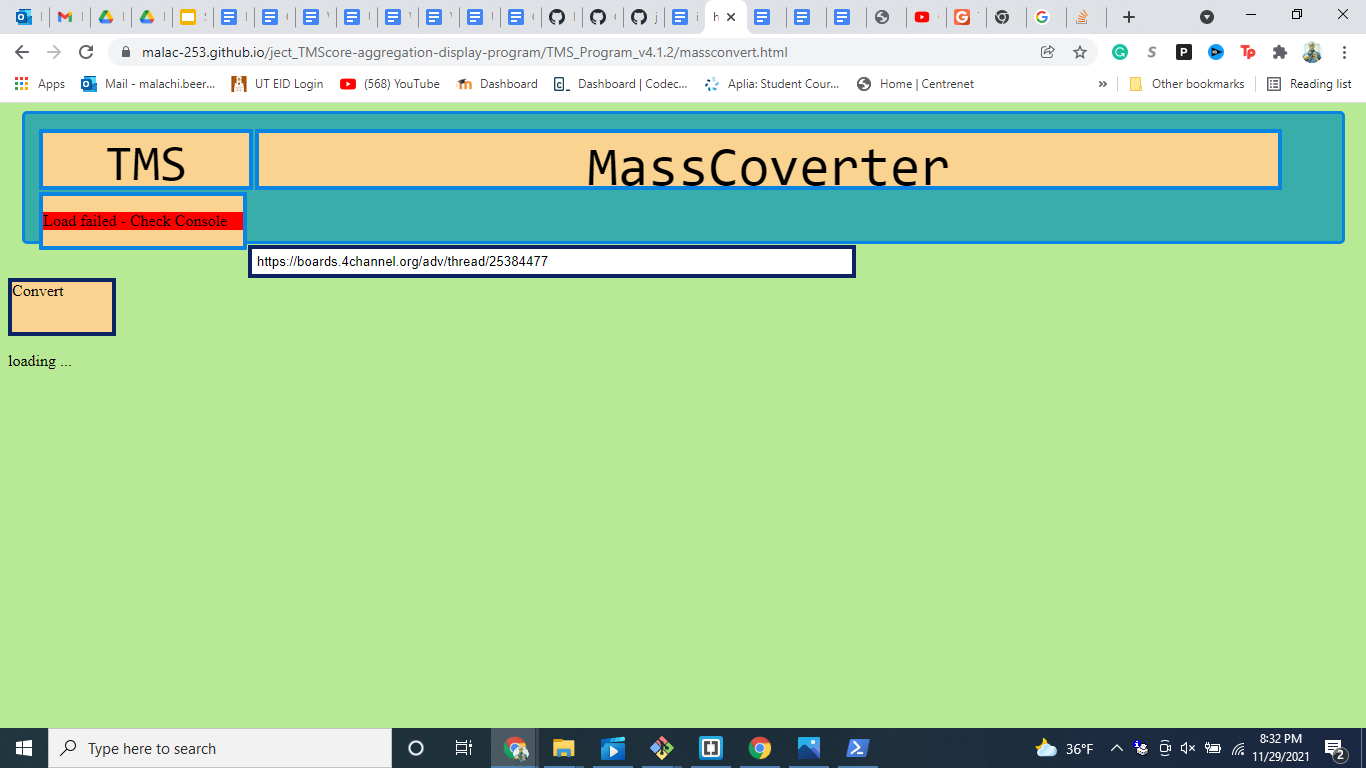 malac-253.github.io/ject_TMScore-aggregation-display-program/TMS_Program_v4.1.2/massconvert.html
Apps
Mail - malachi.beer...
UT EID Login
(568) YouTube
Dashboard
Dashboard | Codec...
Aplia: Student Cour...
Home | Centrenet
»
Other bookmarks
Reading list
TMS
MassCoverter
Load failed - Check Console
https://boards.4channel.org/adv/thread/25384477
Convert
loading ...
Type here to search
36°F
8:32 PM
11/29/2021
2